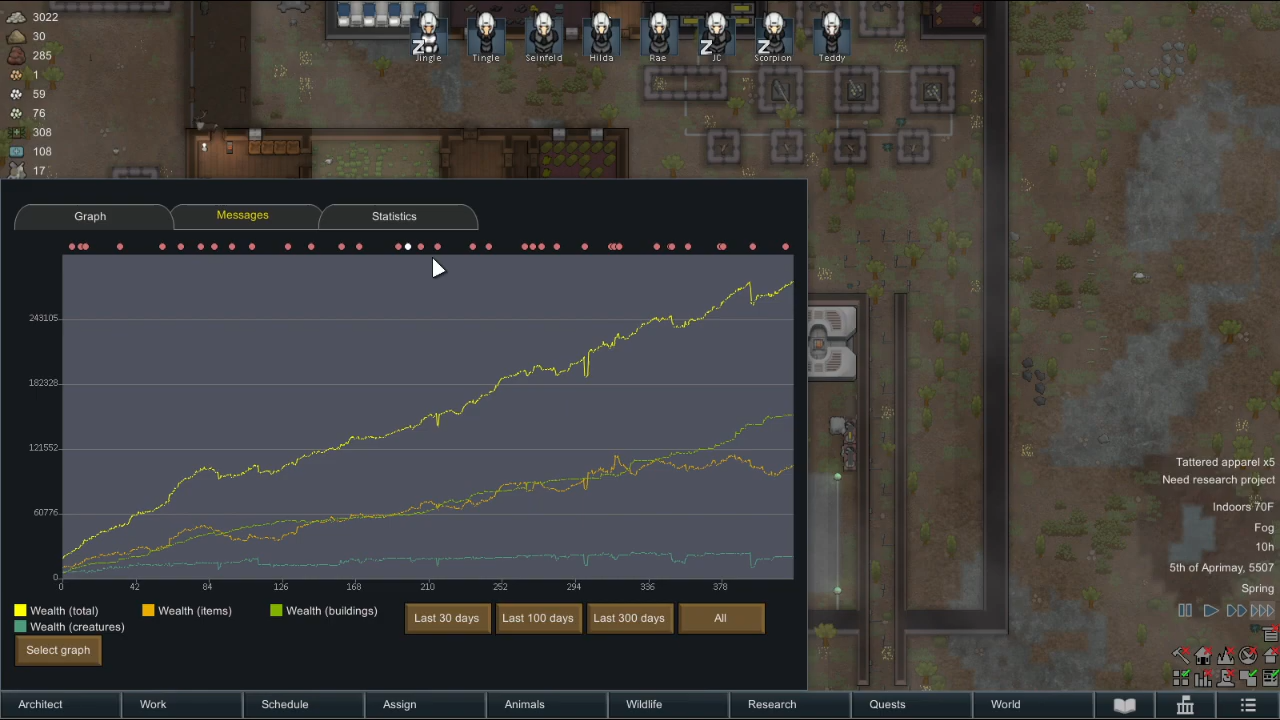 3022
30
285
1
59
76
308
108
17
Jingle Tingle Seinfeld Hilda Rae JC Scorpion Teddy
Z Z Z
Graph Messages Statistics
243105
182328
121552
60776
0
0 42 84 126 168 210 252 294 336 378
Wealth (total) Wealth (items) Wealth (buildings)
Wealth (creatures)
Last 30 days Last 100 days Last 300 days All
Select graph
Tattered apparel x5
Need research project
Indoors 70F
Fog
10h
5th of Aprimay, 5507
Spring
Architect Work Schedule Assign Animals Wildlife Research Quests World